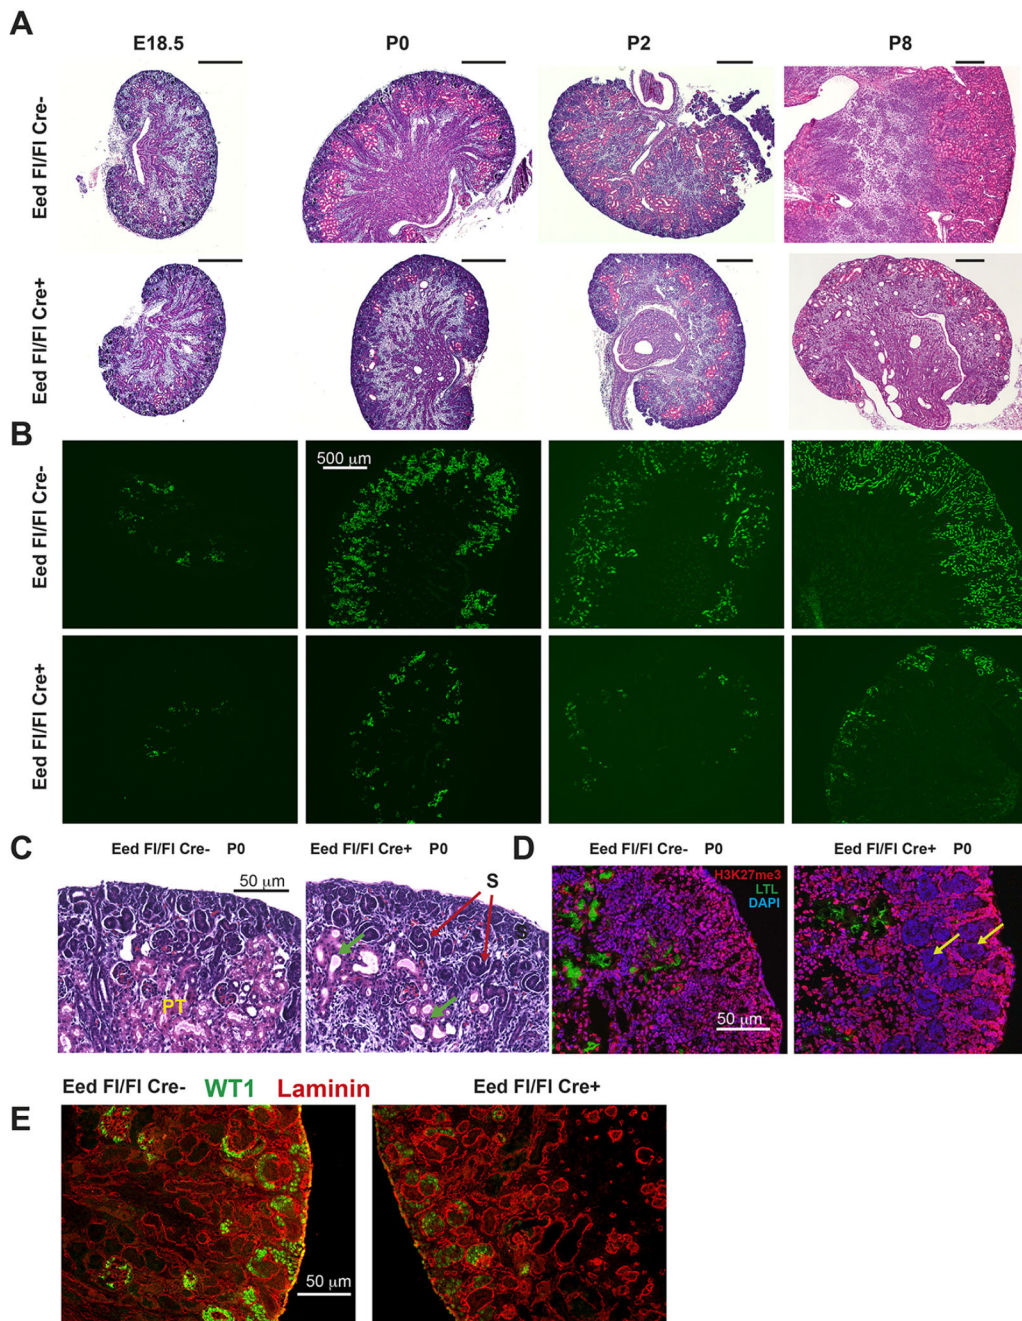 A
E18.5 P0 P2 P8
Eed Fl/Fl Cre-
Eed Fl/Fl Cre+
B
Eed Fl/Fl Cre-
500 μm
Eed Fl/Fl Cre+
C
Eed Fl/Fl Cre- P0
Eed Fl/Fl Cre+ P0
50 μm
S
PT
D
Eed Fl/Fl Cre- P0
Eed Fl/Fl Cre+ P0
H3K27me3
LTL
DAPI
50 μm
E
Eed Fl/Fl Cre- WT1 Laminin
Eed Fl/Fl Cre+
50 μm